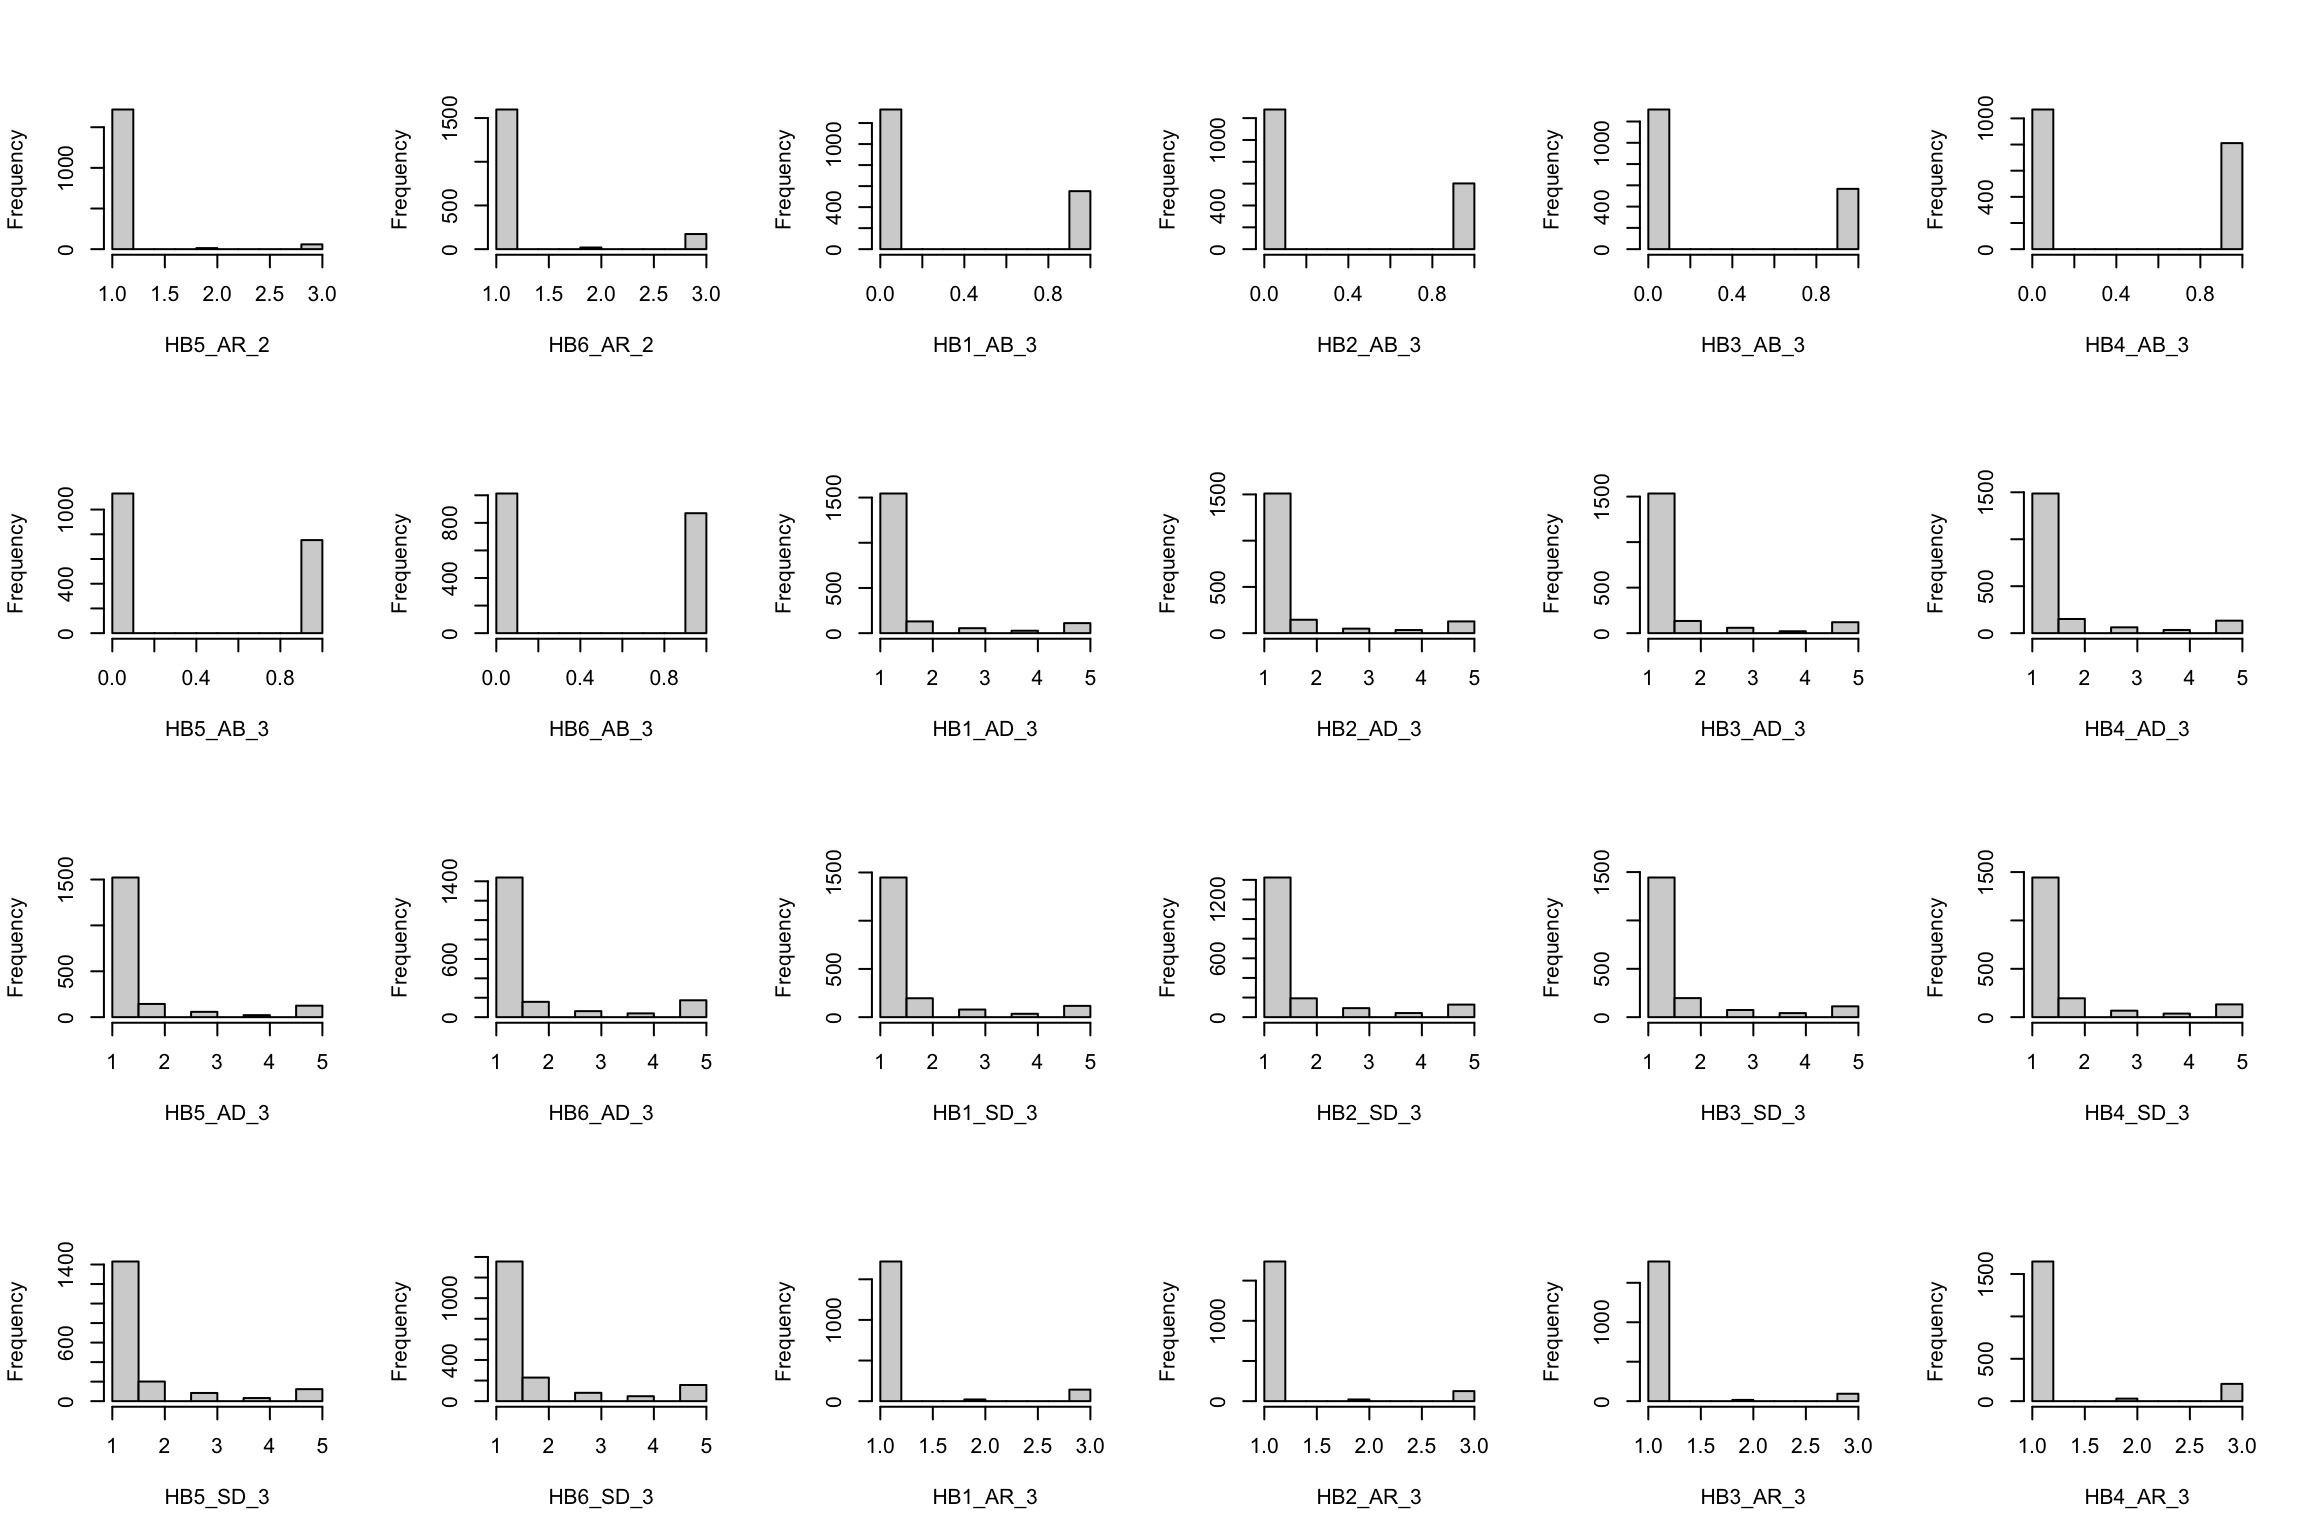 Frequency
0 1000
1.0 1.5 2.0 2.5 3.0
HB5_AR_2
Frequency
0 500 1500
1.0 1.5 2.0 2.5 3.0
HB6_AR_2
Frequency
0 400 1000
0.0 0.4 0.8
HB1_AB_3
Frequency
0 400 1000
0.0 0.4 0.8
HB2_AB_3
Frequency
0 400 1000
0.0 0.4 0.8
HB3_AB_3
Frequency
0 400 1000
0.0 0.4 0.8
HB4_AB_3
Frequency
0 400 1000
0.0 0.4 0.8
HB5_AB_3
Frequency
0 400 800
0.0 0.4 0.8
HB6_AB_3
Frequency
0 500 1500
1 2 3 4 5
HB1_AD_3
Frequency
0 500 1500
1 2 3 4 5
HB2_AD_3
Frequency
0 500 1500
1 2 3 4 5
HB3_AD_3
Frequency
0 500 1500
1 2 3 4 5
HB4_AD_3
Frequency
0 500 1500
1 2 3 4 5
HB5_AD_3
Frequency
0 600 1400
1 2 3 4 5
HB6_AD_3
Frequency
0 500 1500
1 2 3 4 5
HB1_SD_3
Frequency
0 600 1200
1 2 3 4 5
HB2_SD_3
Frequency
0 500 1500
1 2 3 4 5
HB3_SD_3
Frequency
0 500 1500
1 2 3 4 5
HB4_SD_3
Frequency
0 600 1400
1 2 3 4 5
HB5_SD_3
Frequency
0 400 1000
1 2 3 4 5
HB6_SD_3
Frequency
0 1000
1.0 1.5 2.0 2.5 3.0
HB1_AR_3
Frequency
0 1000
1.0 1.5 2.0 2.5 3.0
HB2_AR_3
Frequency
0 1000
1.0 1.5 2.0 2.5 3.0
HB3_AR_3
Frequency
0 500 1500
1.0 1.5 2.0 2.5 3.0
HB4_AR_3